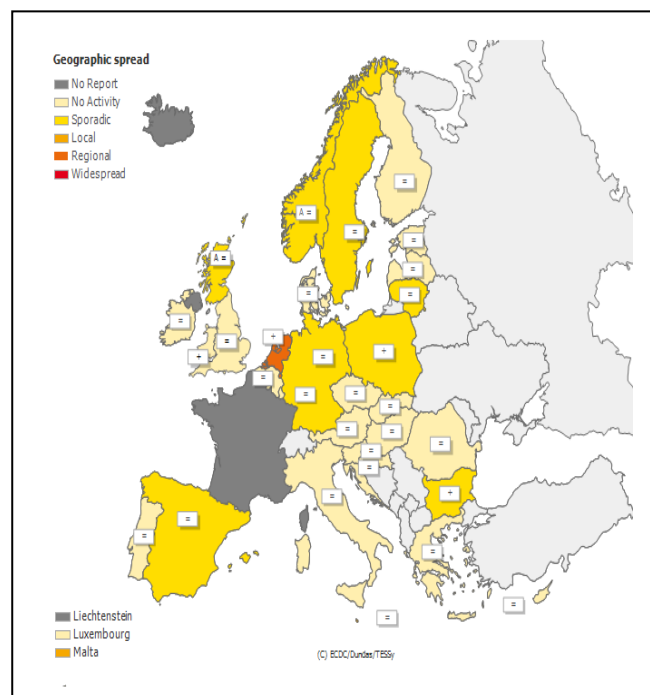 Geographic spread
No Report
No Activity
Sporadic
Local
Regional
Widespread
=
A =
=
=
A =
=
=
=
=
+
=
+
=
=
+
=
=
=
=
=
=
=
=
=
+
=
=
=
=
=
Liechtenstein
Luxembourg
Malta
(C) ECDC/Dundas/TESSy